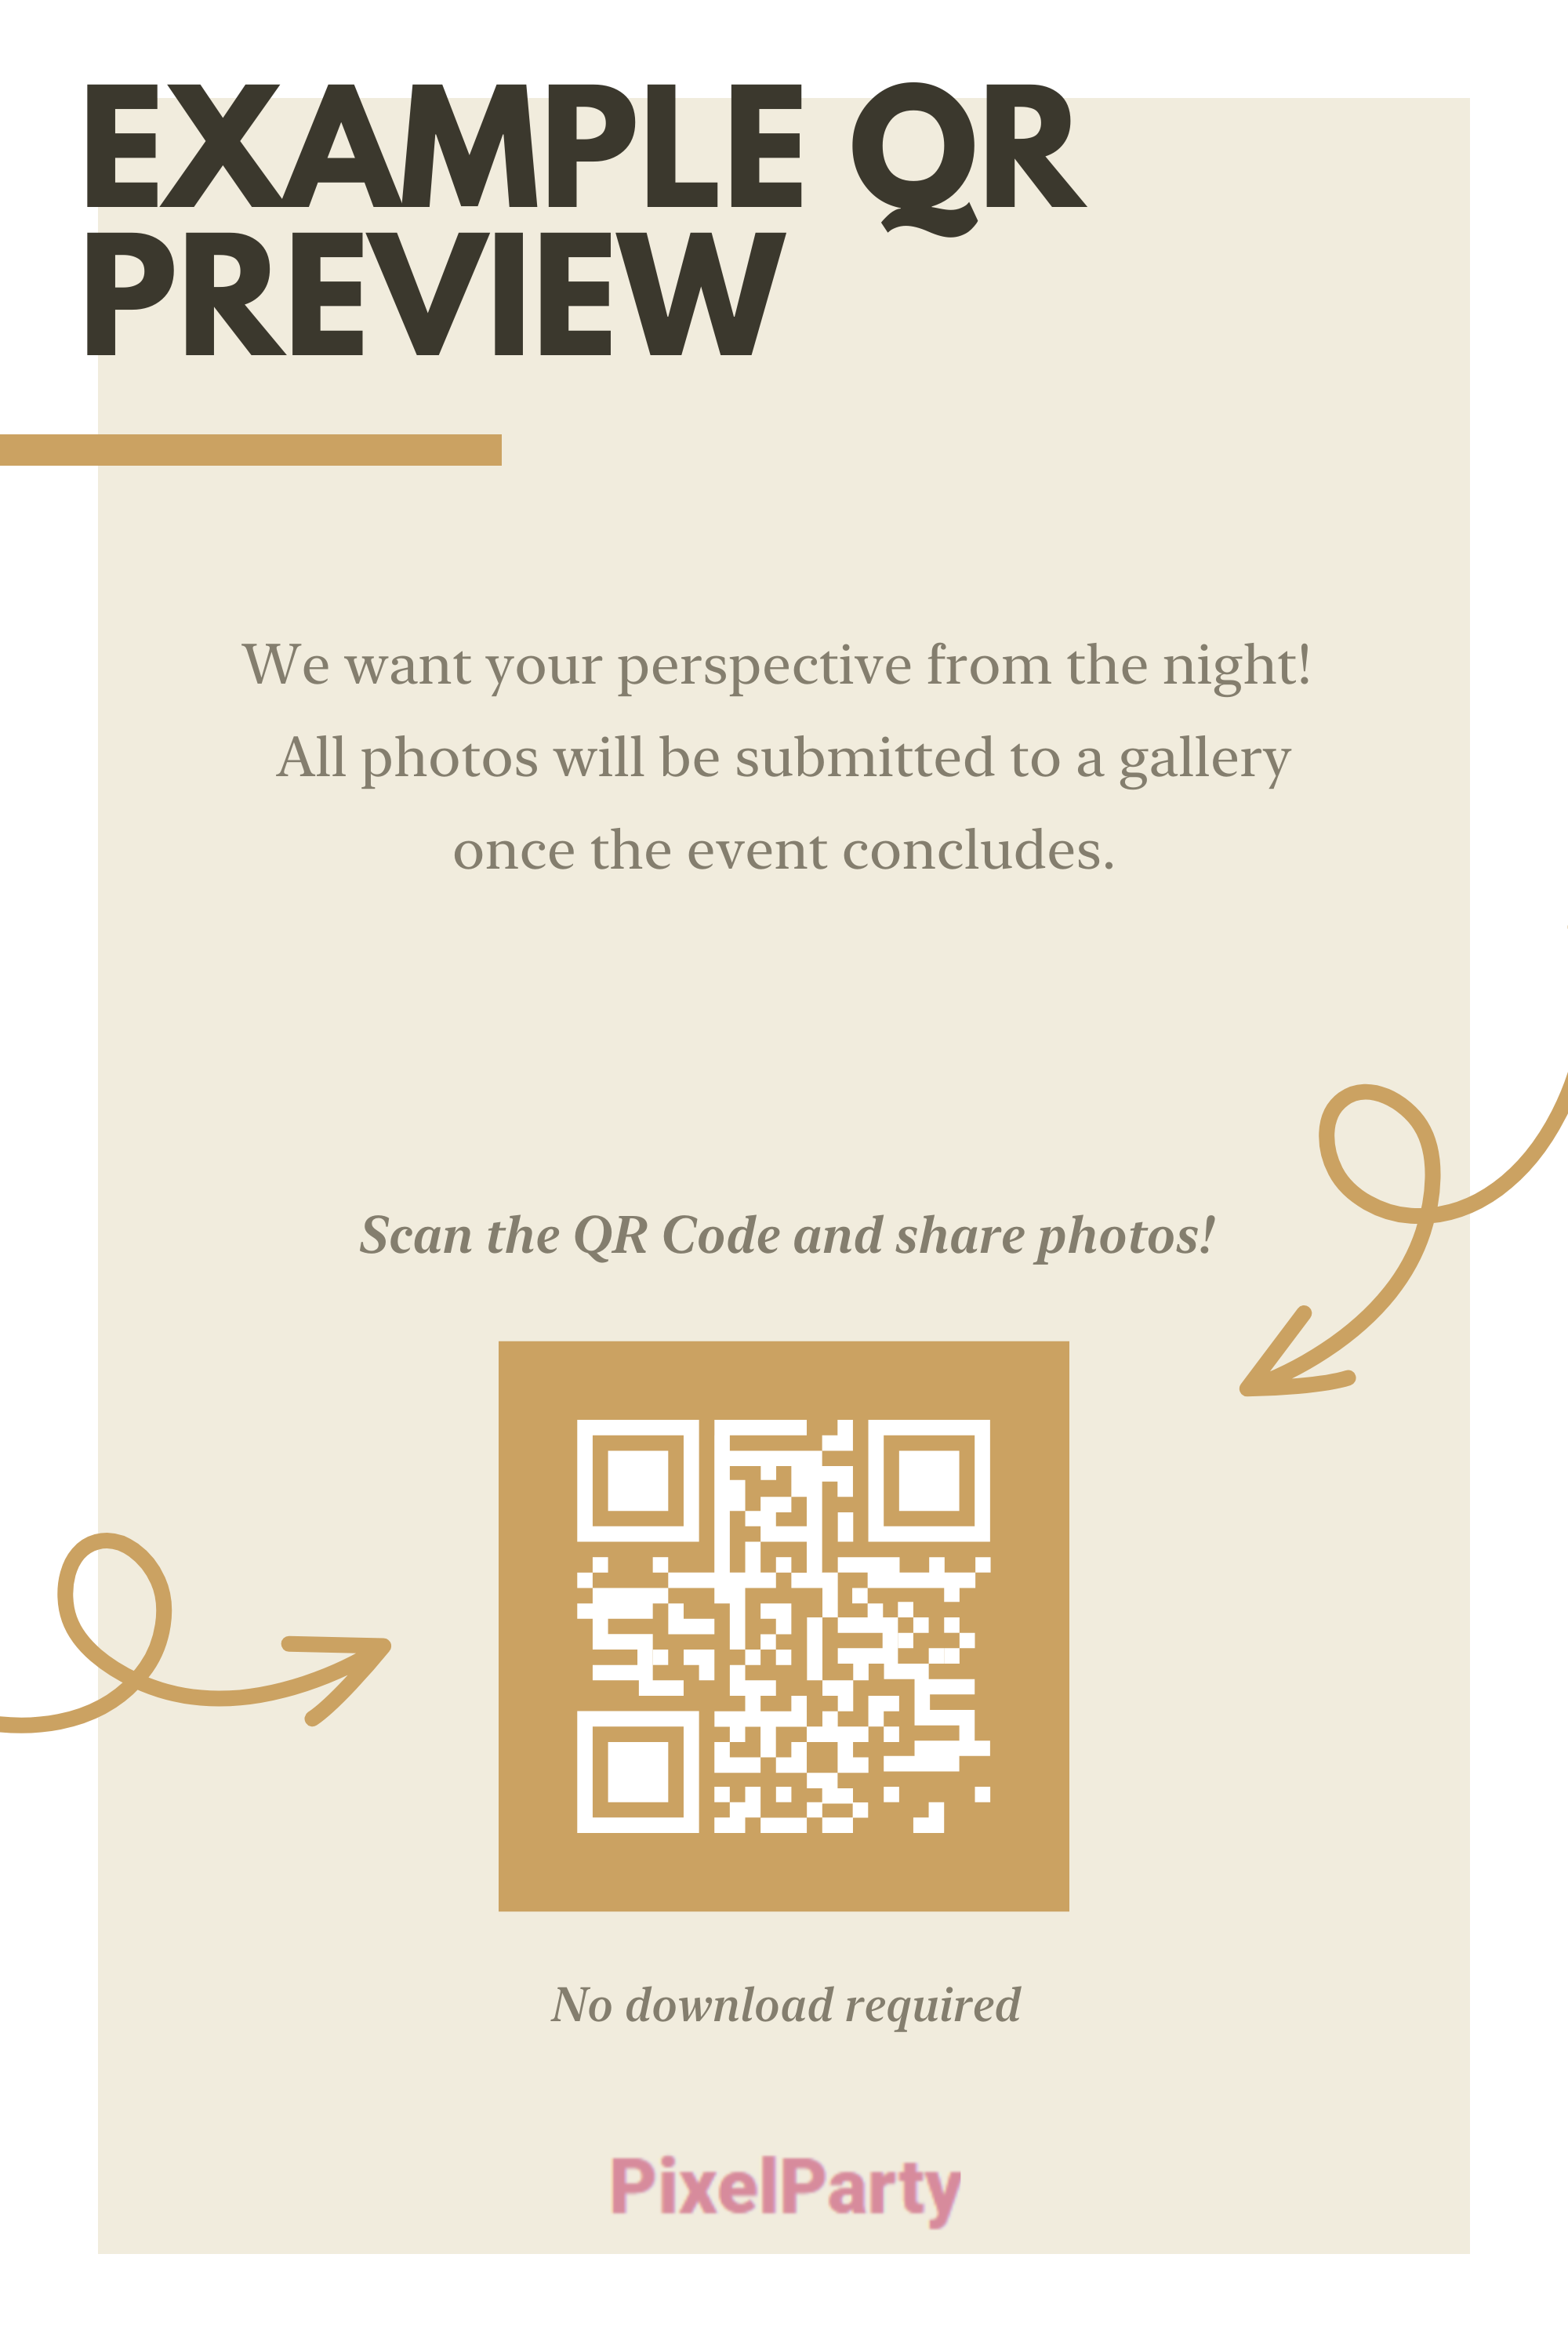 EXAMPLE QR
PREVIEW
We want your perspective from the night!
All photos will be submitted to a gallery
once the event concludes.
Scan the QR Code and share photos!
No download required
PixelParty